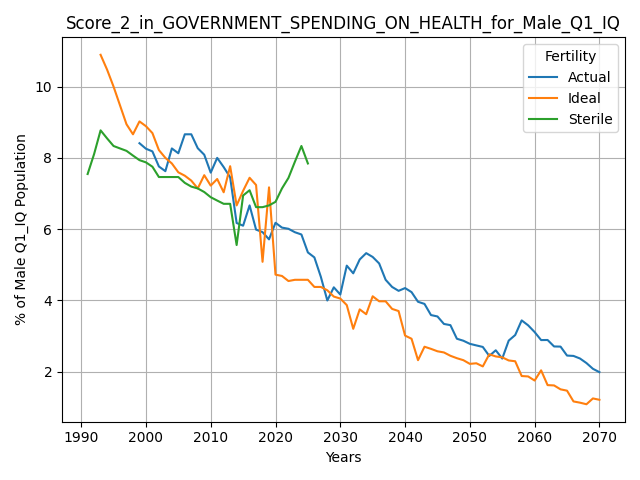 Score_2_in_GOVERNMENT_SPENDING_ON_HEALTH_for_Male_Q1_IQ
Fertility
Actual
Ideal
Sterile
% of Male Q1_IQ Population
10
8
6
4
2
1990 2000 2010 2020 2030 2040 2050 2060 2070
Years